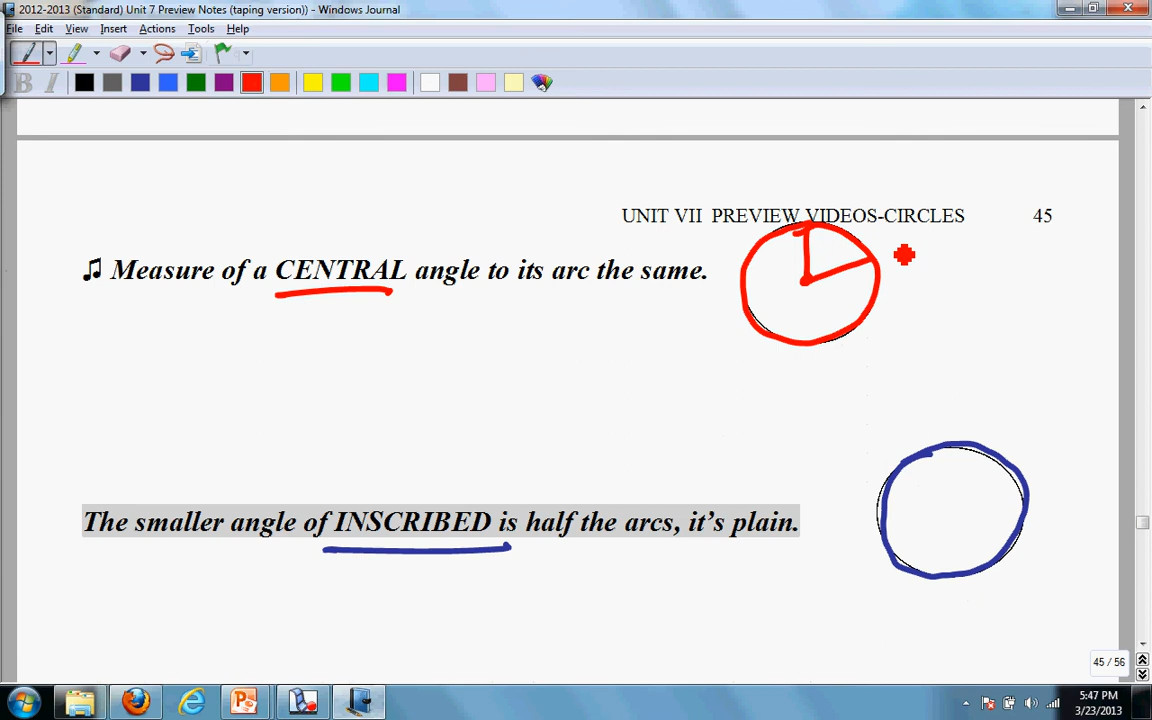 2012-2013 (Standard) Unit 7 Preview Notes (taping version)) - Windows Journal
File Edit View Insert Actions Tools Help
B I
UNIT VII PREVIEW VIDEOS-CIRCLES 45
♫ Measure of a CENTRAL angle to its arc the same.
The smaller angle of INSCRIBED is half the arcs, it's plain.
45 / 56
5:47 PM
3/23/2013